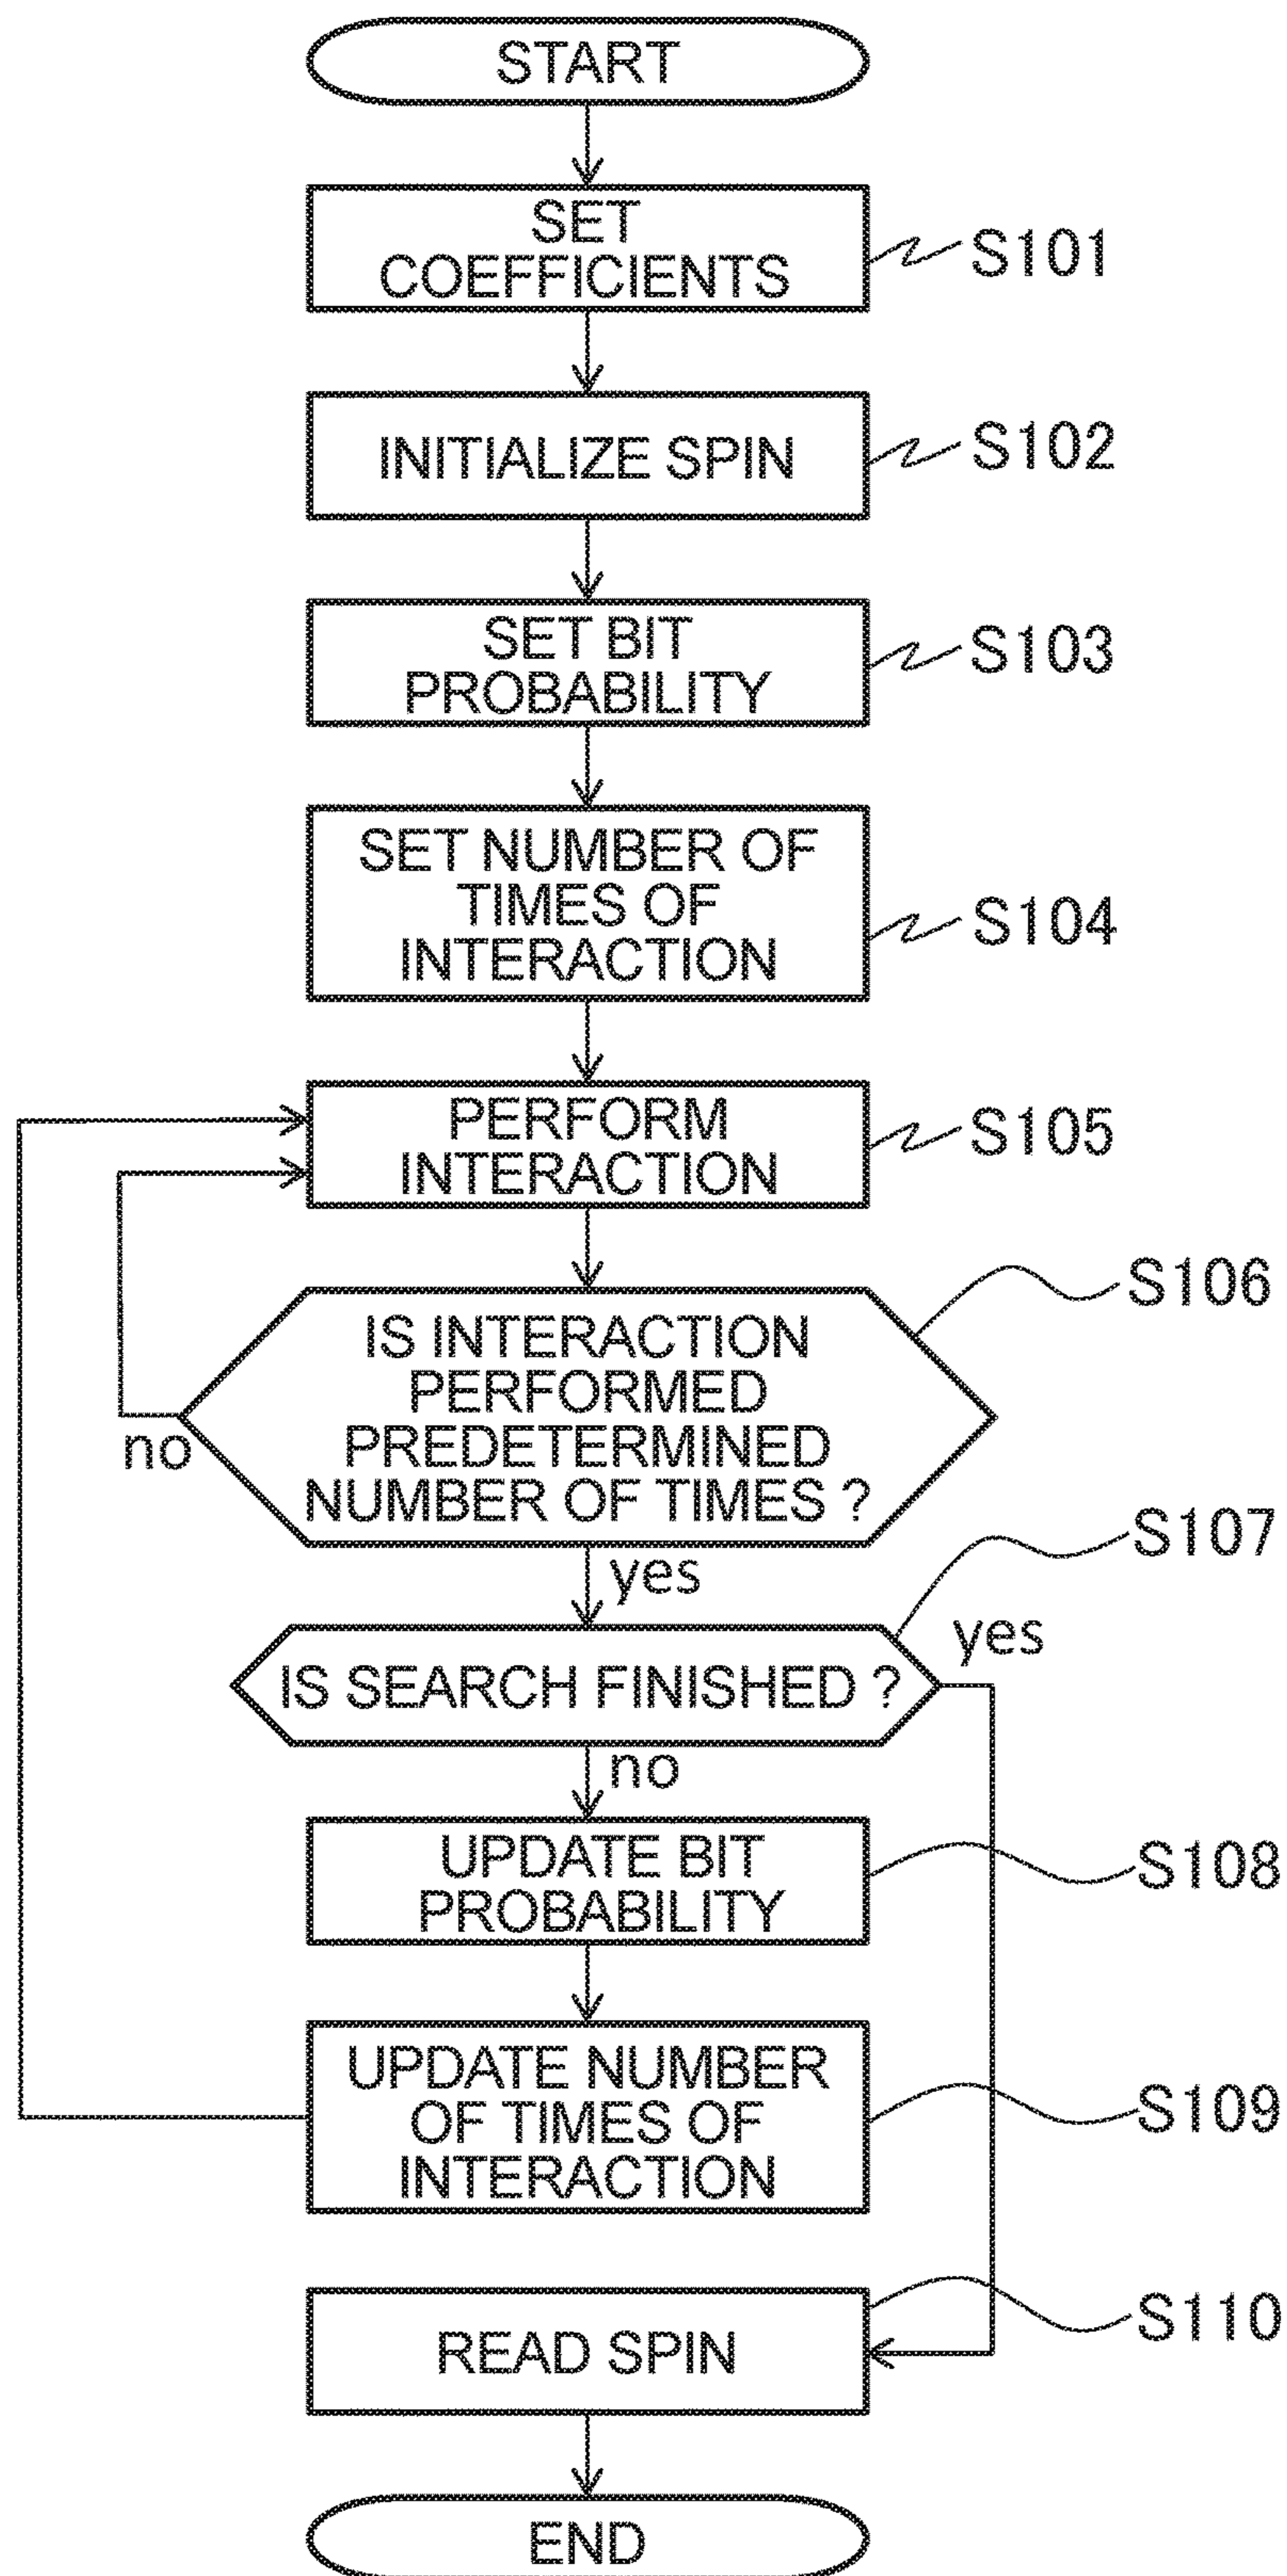 START
SET
COEFFICIENTS
S101
INITIALIZE SPIN
S102
SET BIT
PROBABILITY
S103
SET NUMBER OF
TIMES OF
INTERACTION
S104
PERFORM
INTERACTION
S105
IS INTERACTION
PERFORMED
PREDETERMINED
NUMBER OF TIMES ?
S106
no
yes
S107
IS SEARCH FINISHED ?
yes
no
UPDATE BIT
PROBABILITY
S108
UPDATE NUMBER
OF TIMES OF
INTERACTION
S109
READ SPIN
S110
END